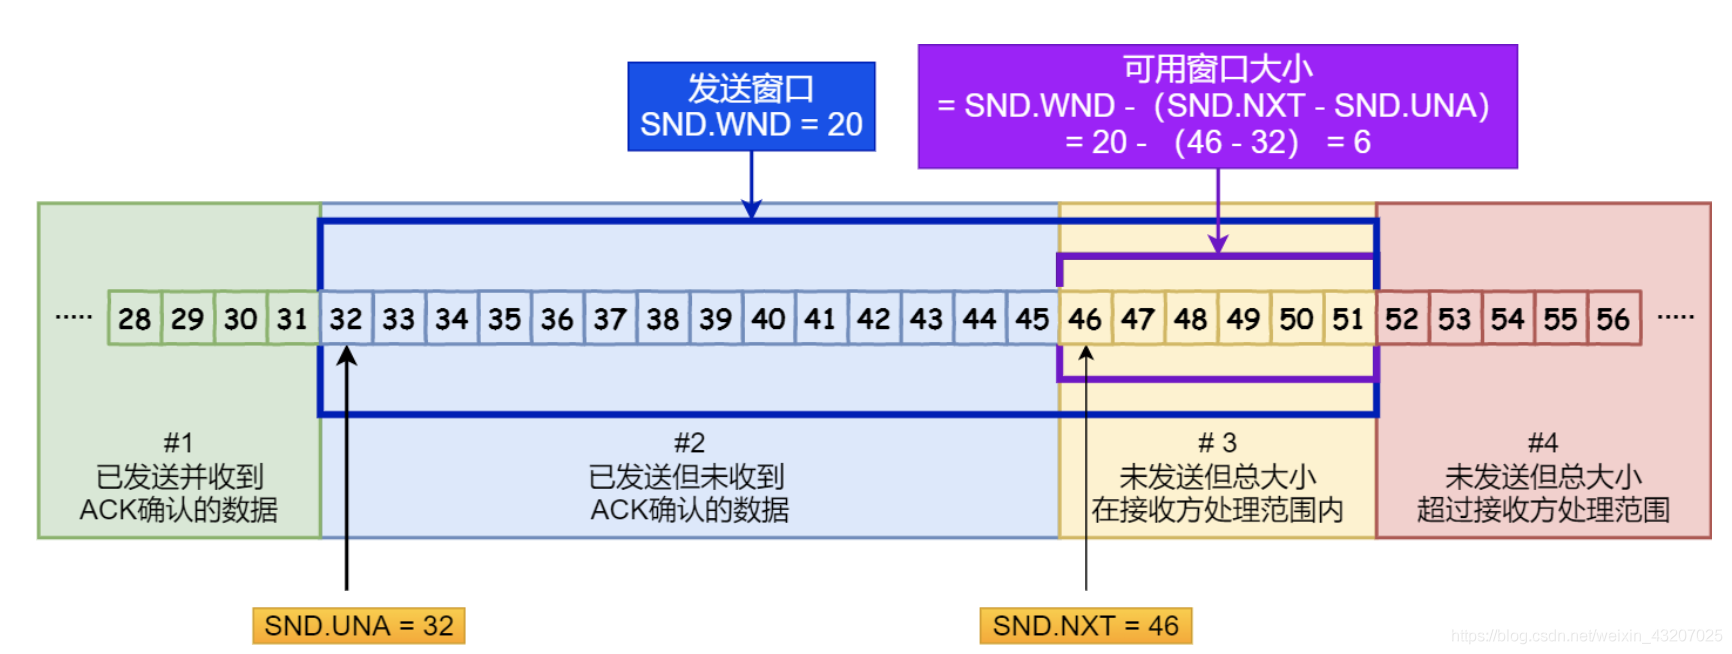 发送窗口
SND.WND = 20
可用窗口大小
= SND.WND -（SND.NXT - SND.UNA）
= 20 - （46 - 32） = 6
..... 28 29 30 31 32 33 34 35 36 37 38 39 40 41 42 43 44 45 46 47 48 49 50 51 52 53 54 55 56 .....
#1
已发送并收到
ACK确认的数据
#2
已发送但未收到
ACK确认的数据
# 3
未发送但总大小
在接收方处理范围内
#4
未发送但总大小
超过接收方处理范围
SND.UNA = 32
SND.NXT = 46
https://blog.csdn.net/weixin_43207025